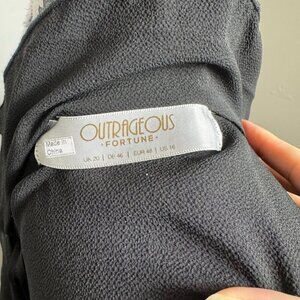 OUTRAGEOUS
• FORTUNE •
UK 20 | DE 46 | EUR 48 | US 16
Made in
China